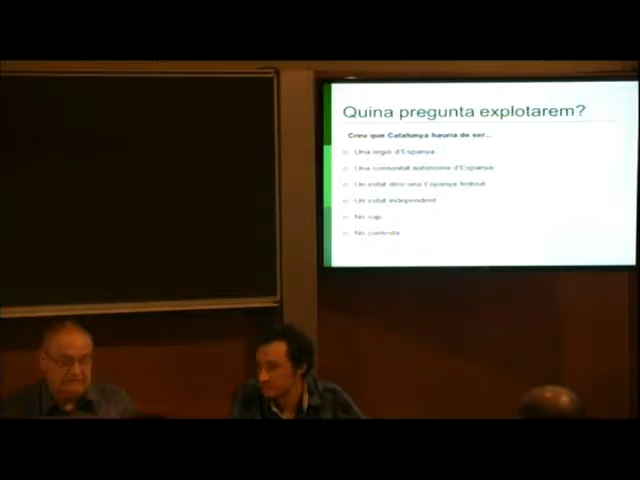 Quina pregunta explotarem?
Creu que Catalunya hauria de ser...
Una regió d'Espanya
Una comunitat autònoma d'Espanya
Un estat dins una Espanya federal
Un estat independent
No sap
No contesta